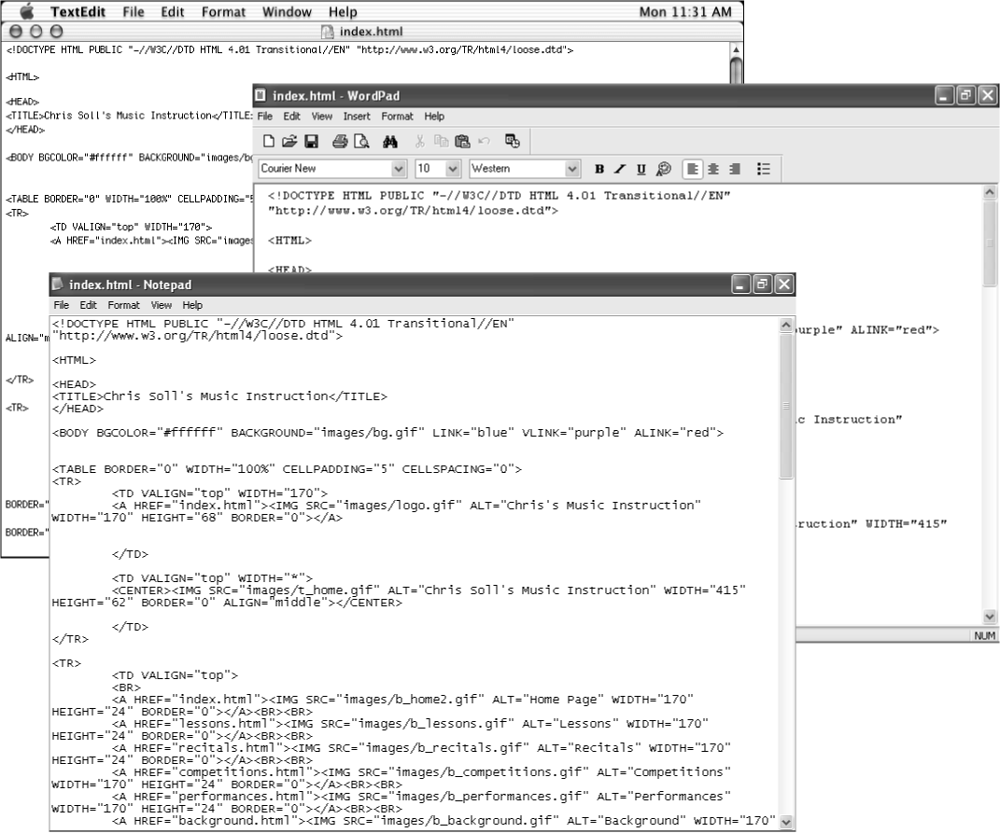 TextEdit File Edit Format Window Help Mon 11:31 AM
index.html
<!DOCTYPE HTML PUBLIC "-//W3C//DTD HTML 4.01 Transitional//EN" "http://www.w3.org/TR/html4/loose.dtd">
<HTML>
<HEAD>
<TITLE>Chris Soll's Music Instruction</TITLE>
</HEAD>
<BODY BGCOLOR="#ffffff" BACKGROUND="images/bg
<TABLE BORDER="0" WIDTH="100%" CELLPADDING="5
<TR>
<TD VALIGN="top" WIDTH="170">
<A HREF="index.html"><IMG SRC="images
ALIGN="m
</TR>
<TR>
BORDER="
BORDER="
index.html - WordPad
File Edit View Insert Format Help
Courier New 10 Western B I U
<!DOCTYPE HTML PUBLIC "-//W3C//DTD HTML 4.01 Transitional//EN"
"http://www.w3.org/TR/html4/loose.dtd">
<HTML>
<HEAD>
purple" ALINK="red">
c Instruction"
ruction" WIDTH="415"
NUM
index.html - Notepad
File Edit Format View Help
<!DOCTYPE HTML PUBLIC "-//W3C//DTD HTML 4.01 Transitional//EN"
"http://www.w3.org/TR/html4/loose.dtd">
<HTML>
<HEAD>
<TITLE>Chris Soll's Music Instruction</TITLE>
</HEAD>
<BODY BGCOLOR="#ffffff" BACKGROUND="images/bg.gif" LINK="blue" VLINK="purple" ALINK="red">
<TABLE BORDER="0" WIDTH="100%" CELLPADDING="5" CELLSPACING="0">
<TR>
<TD VALIGN="top" WIDTH="170">
<A HREF="index.html"><IMG SRC="images/logo.gif" ALT="Chris's Music Instruction"
WIDTH="170" HEIGHT="68" BORDER="0"></A>
</TD>
<TD VALIGN="top" WIDTH="*">
<CENTER><IMG SRC="images/t_home.gif" ALT="Chris Soll's Music Instruction" WIDTH="415"
HEIGHT="62" BORDER="0" ALIGN="middle"></CENTER>
</TD>
</TR>
<TR>
<TD VALIGN="top">
<BR>
<A HREF="index.html"><IMG SRC="images/b_home2.gif" ALT="Home Page" WIDTH="170"
HEIGHT="24" BORDER="0"></A><BR><BR>
<A HREF="lessons.html"><IMG SRC="images/b_lessons.gif" ALT="Lessons" WIDTH="170"
HEIGHT="24" BORDER="0"></A><BR><BR>
<A HREF="recitals.html"><IMG SRC="images/b_recitals.gif" ALT="Recitals" WIDTH="170"
HEIGHT="24" BORDER="0"></A><BR><BR>
<A HREF="competitions.html"><IMG SRC="images/b_competitions.gif" ALT="Competitions"
WIDTH="170" HEIGHT="24" BORDER="0"></A><BR><BR>
<A HREF="performances.html"><IMG SRC="images/b_performances.gif" ALT="Performances"
WIDTH="170" HEIGHT="24" BORDER="0"></A><BR><BR>
<A HREF="background.html"><IMG SRC="images/b_background.gif" ALT="Background" WIDTH="170"